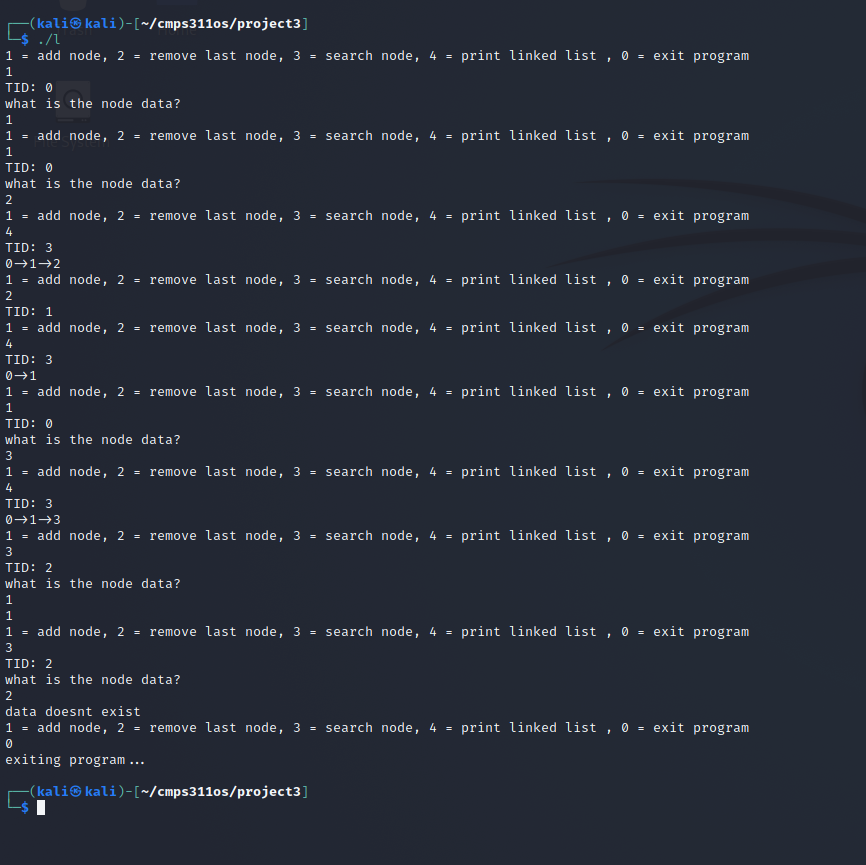 ┌──(kali㉿kali)-[~/cmps311os/project3]
└─$ ./l
1 = add node, 2 = remove last node, 3 = search node, 4 = print linked list , 0 = exit program
1
TID: 0
what is the node data?
1
1 = add node, 2 = remove last node, 3 = search node, 4 = print linked list , 0 = exit program
1
TID: 0
what is the node data?
2
1 = add node, 2 = remove last node, 3 = search node, 4 = print linked list , 0 = exit program
4
TID: 3
0→1→2
1 = add node, 2 = remove last node, 3 = search node, 4 = print linked list , 0 = exit program
2
TID: 1
1 = add node, 2 = remove last node, 3 = search node, 4 = print linked list , 0 = exit program
4
TID: 3
0→1
1 = add node, 2 = remove last node, 3 = search node, 4 = print linked list , 0 = exit program
1
TID: 0
what is the node data?
3
1 = add node, 2 = remove last node, 3 = search node, 4 = print linked list , 0 = exit program
4
TID: 3
0→1→3
1 = add node, 2 = remove last node, 3 = search node, 4 = print linked list , 0 = exit program
3
TID: 2
what is the node data?
1
1
1 = add node, 2 = remove last node, 3 = search node, 4 = print linked list , 0 = exit program
3
TID: 2
what is the node data?
2
data doesnt exist
1 = add node, 2 = remove last node, 3 = search node, 4 = print linked list , 0 = exit program
0
exiting program...
┌──(kali㉿kali)-[~/cmps311os/project3]
└─$